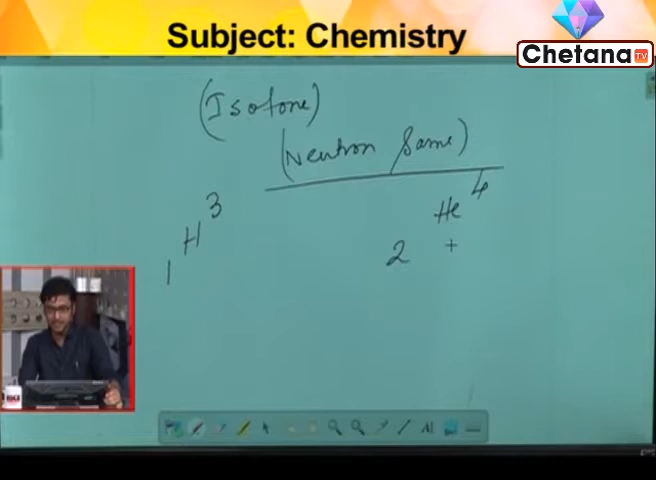 Subject: Chemistry
Chetana TV
(Isotone)
(Neutron Same)
1 H 3
2 He 4